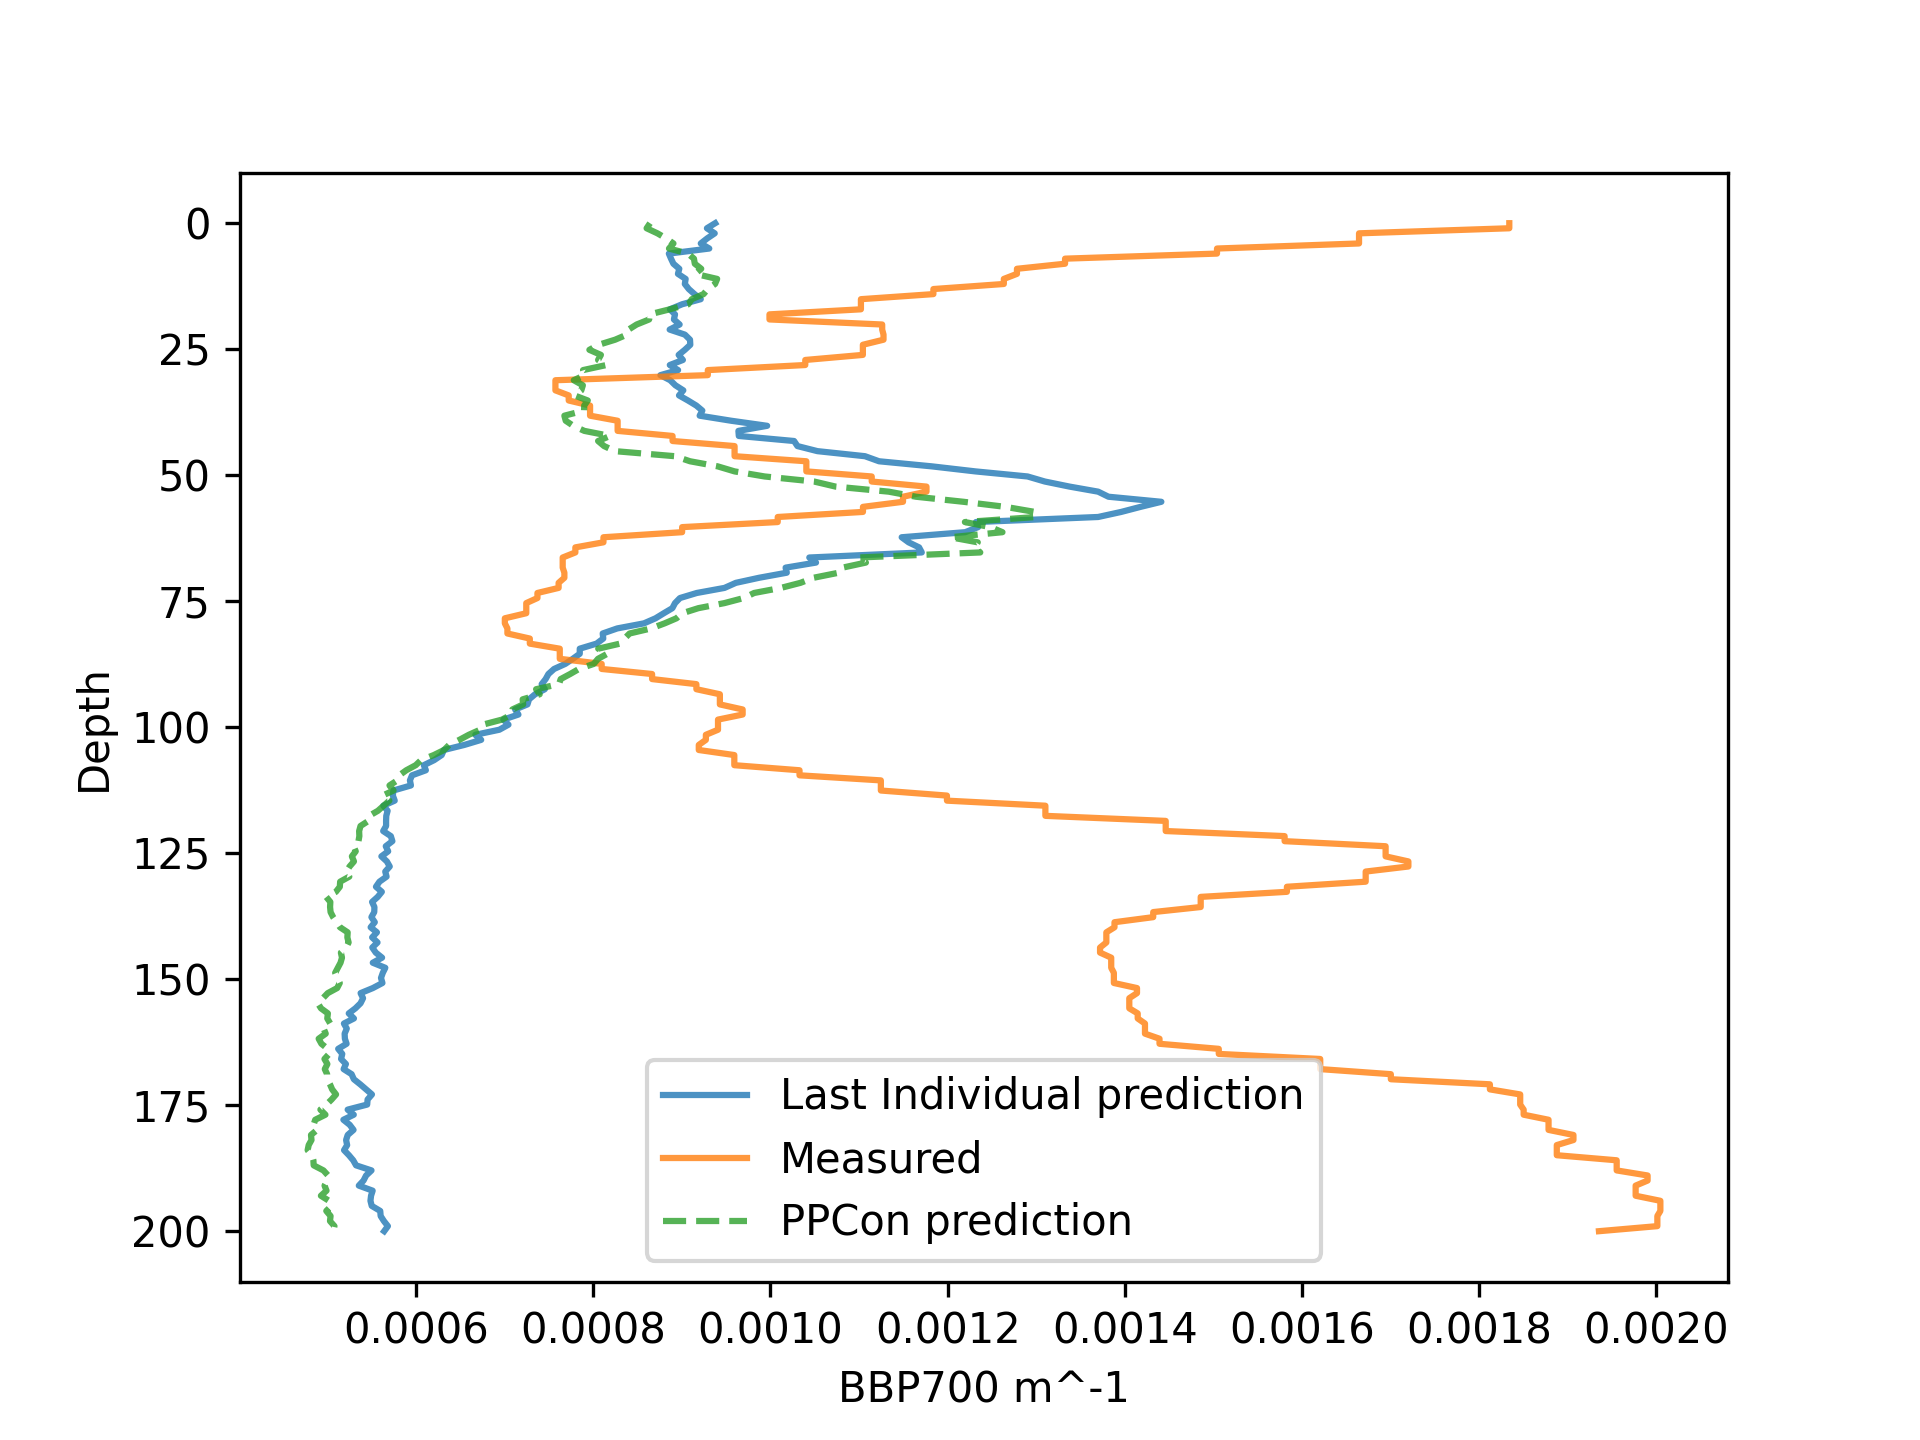 0
25
50
75
100
125
150
175
200
Depth
Last Individual prediction
Measured
PPCon prediction
0.0006 0.0008 0.0010 0.0012 0.0014 0.0016 0.0018 0.0020
BBP700 m^-1